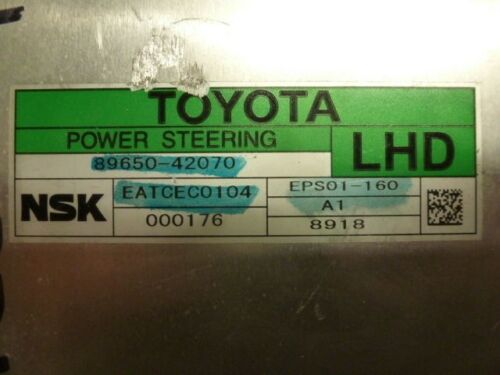 TOYOTA
POWER STEERING
LHD
89650-42070
NSK
EATCEC0104
EPS01-160
A1
000176
8918